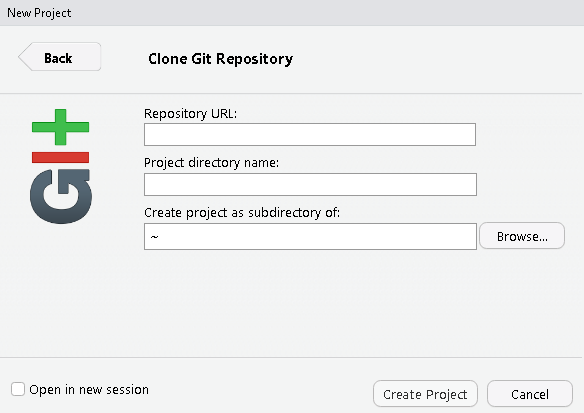 New Project
Back
Clone Git Repository
GIT
Repository URL:
Project directory name:
Create project as subdirectory of:
~
Browse...
Open in new session
Create Project
Cancel